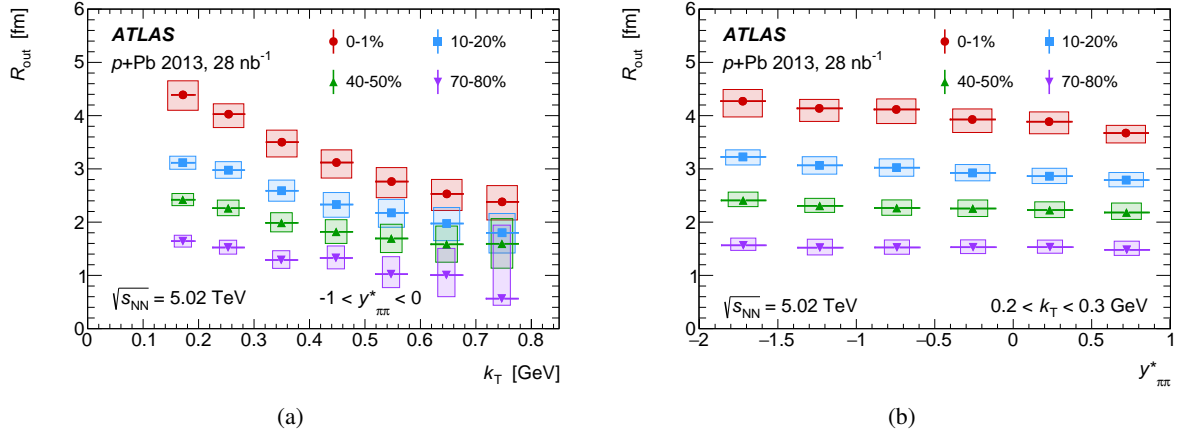 R_out [fm]
6
5
4
3
2
1
0
ATLAS
p+Pb 2013, 28 nb⁻¹
0-1%
10-20%
40-50%
70-80%
√s_NN = 5.02 TeV
-1 < y*_ππ < 0
0 0.1 0.2 0.3 0.4 0.5 0.6 0.7 0.8
k_T [GeV]
(a)
R_out [fm]
6
5
4
3
2
1
0
ATLAS
p+Pb 2013, 28 nb⁻¹
0-1%
10-20%
40-50%
70-80%
√s_NN = 5.02 TeV
0.2 < k_T < 0.3 GeV
−2 −1.5 −1 −0.5 0 0.5 1
y*_ππ
(b)